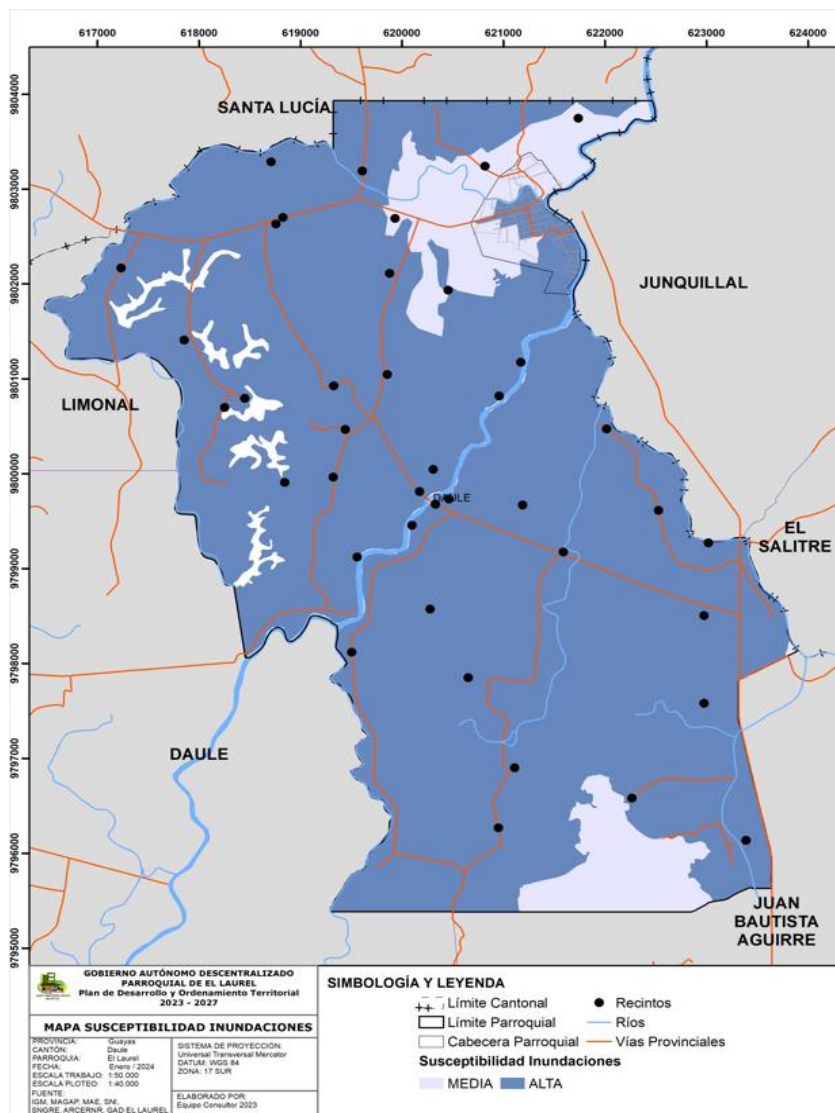 617000 618000 619000 620000 621000 622000 623000 624000
9804000
9803000
9802000
9801000
9800000
9799000
9798000
9797000
9796000
9795000
SANTA LUCÍA
JUNQUILLAL
LIMONAL
DAULE
EL
SALITRE
DAULE
JUAN
BAUTISTA
AGUIRRE
GOBIERNO AUTÓNOMO DESCENTRALIZADO
PARROQUIAL DE EL LAUREL
Plan de Desarrollo y Ordenamiento Territorial
2023 - 2027
MAPA SUSCEPTIBILIDAD INUNDACIONES
PROVINCIA: Guayas
CANTÓN: Daule
PARROQUIA: El Laurel
FECHA: Enero / 2024
ESCALA TRABAJO: 1:50 000
ESCALA PLOTEO: 1:40.000
FUENTE:
IGM, MAGAP, MAE, SNI,
SNGRE, ARCERNR, GAD EL LAUREL
SISTEMA DE PROYECCIÓN:
Universal Transversal Mercator
DATUM: WGS 84
ZONA: 17 SUR
ELABORADO POR:
Equipo Consultor 2023
SIMBOLOGÍA Y LEYENDA
Límite Cantonal
Límite Parroquial
Cabecera Parroquial
Recintos
Ríos
Vías Provinciales
Susceptibilidad Inundaciones
MEDIA
ALTA